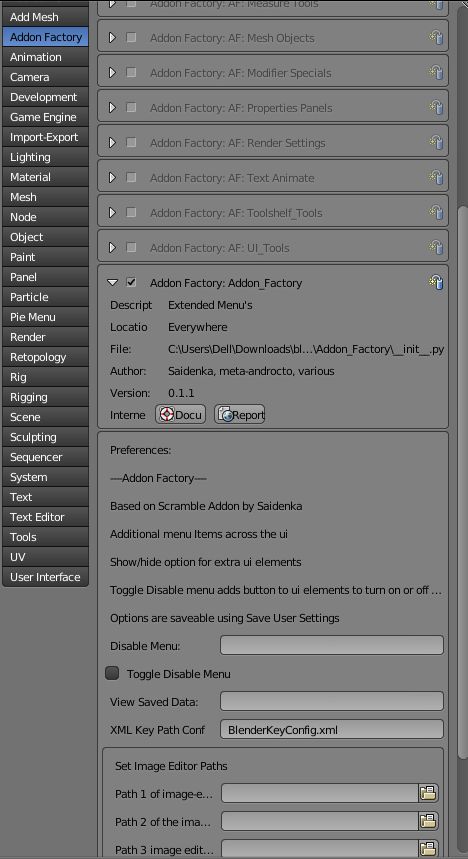 Add Mesh
Addon Factory
Animation
Camera
Development
Game Engine
Import-Export
Lighting
Material
Mesh
Node
Object
Paint
Panel
Particle
Pie Menu
Render
Retopology
Rig
Rigging
Scene
Sculpting
Sequencer
System
Text
Text Editor
Tools
UV
User Interface
Addon Factory: AF: Measure Tools
Addon Factory: AF: Mesh Objects
Addon Factory: AF: Modifier Specials
Addon Factory: AF: Properties Panels
Addon Factory: AF: Render Settings
Addon Factory: AF: Text Animate
Addon Factory: AF: Toolshelf_Tools
Addon Factory: AF: UI_Tools
Addon Factory: Addon_Factory
Descript Extended Menu's
Locatio Everywhere
File: C:\Users\Dell\Downloads\bl...\Addon_Factory\__init__.py
Author: Saidenka, meta-androcto, various
Version: 0.1.1
Interne Docu Report
Preferences:
----Addon Factory----
Based on Scramble Addon by Saidenka
Additional menu Items across the ui
Show/hide option for extra ui elements
Toggle Disable menu adds button to ui elements to turn on or off ...
Options are saveable using Save User Settings
Disable Menu:
Toggle Disable Menu
View Saved Data:
XML Key Path Conf BlenderKeyConfig.xml
Set Image Editor Paths
Path 1 of image-e...
Path 2 of the ima...
Path 3 image edit...